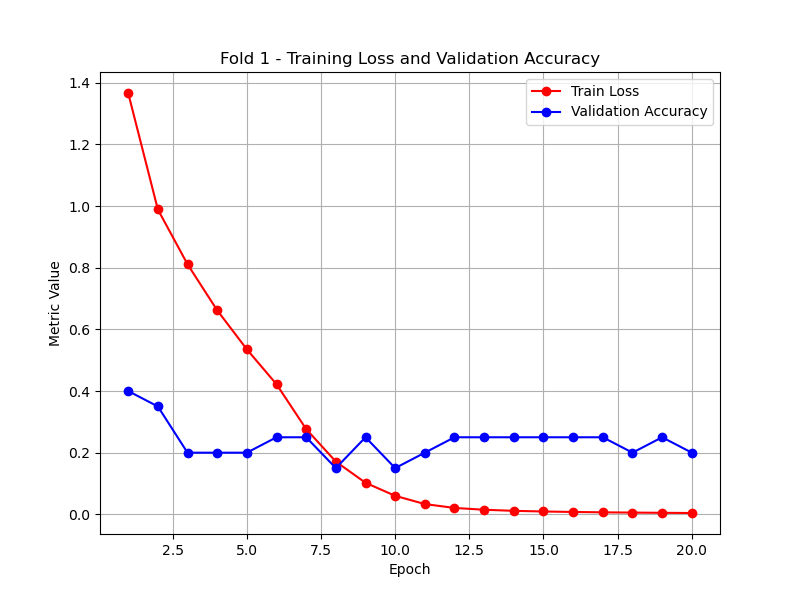 Fold 1 - Training Loss and Validation Accuracy
Train Loss
Validation Accuracy
Metric Value
1.4
1.2
1.0
0.8
0.6
0.4
0.2
0.0
2.5 5.0 7.5 10.0 12.5 15.0 17.5 20.0
Epoch